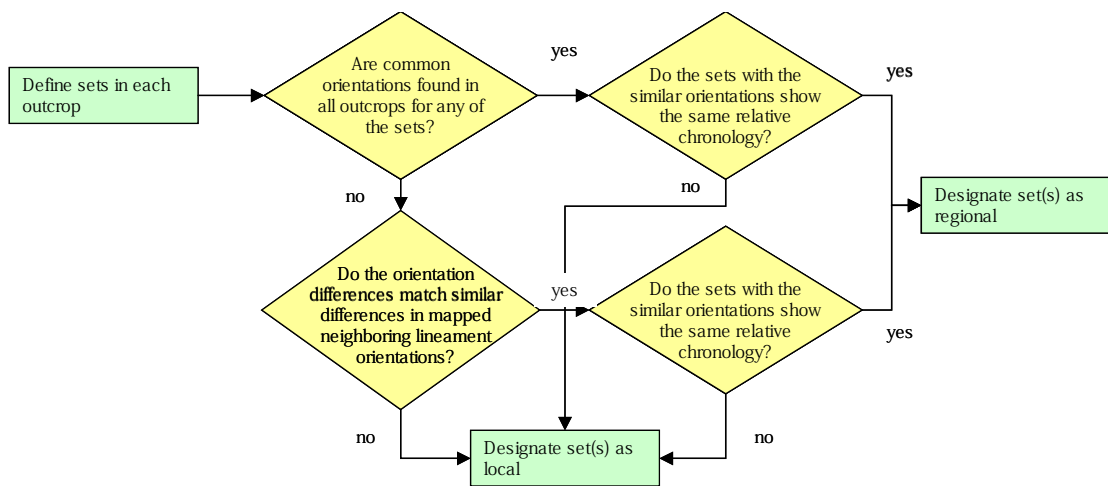 Define sets in each
outcrop
Are common
orientations found in
all outcrops for any of
the sets?
yes
Do the sets with the
similar orientations show
the same relative
chronology?
yes
no
no
Designate set(s) as
regional
Do the orientation
differences match similar
differences in mapped
neighboring lineament
orientations?
yes
Do the sets with the
similar orientations show
the same relative
chronology?
yes
no
Designate set(s) as
local
no